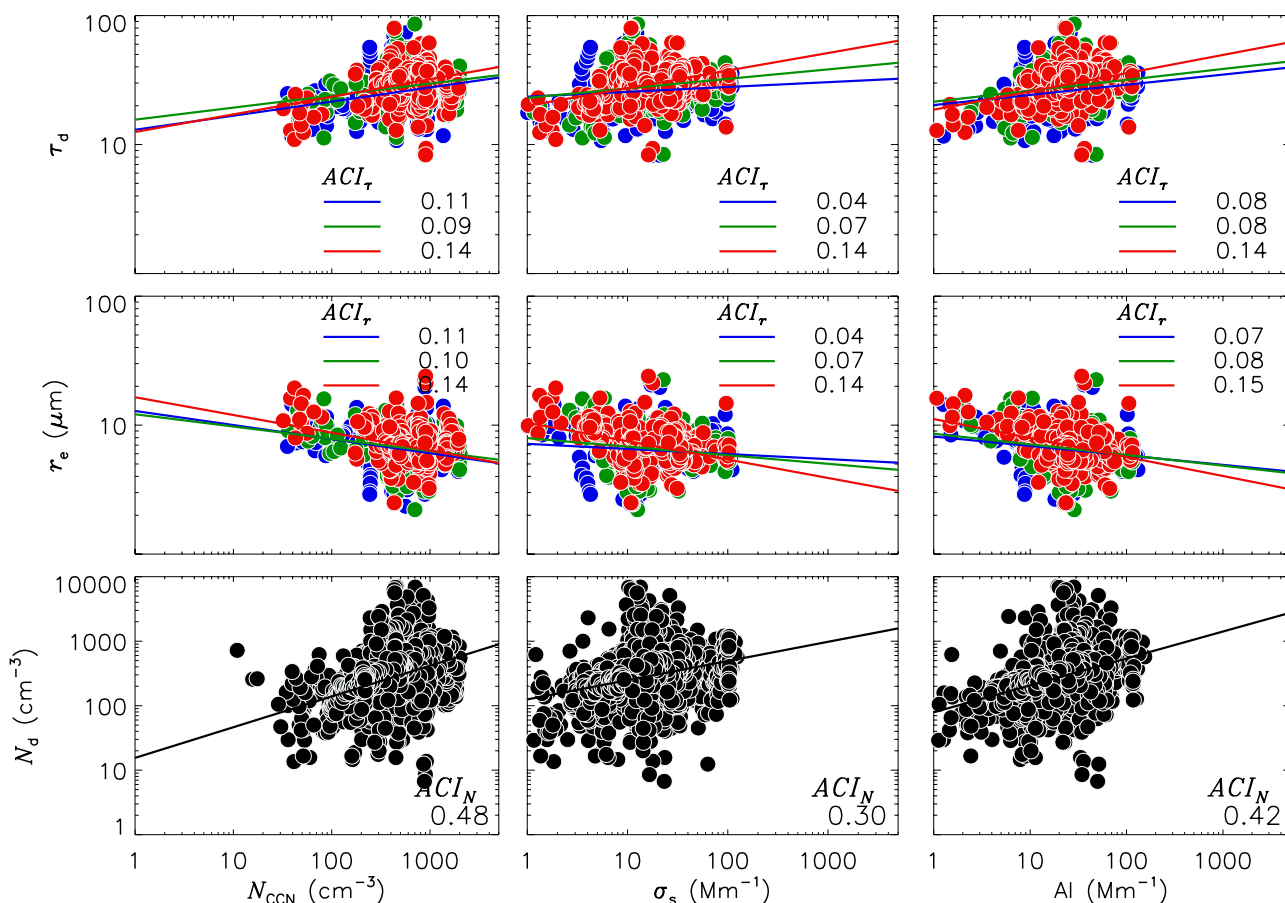 100
10
τd
ACIτ
0.11
0.09
0.14
ACIτ
0.04
0.07
0.14
ACIτ
0.08
0.08
0.14
100
10
re (μm)
ACIr
0.11
0.10
0.14
ACIr
0.04
0.07
0.14
ACIr
0.07
0.08
0.15
10000
1000
100
10
1
Nd (cm−3)
ACIN
0.48
ACIN
0.30
ACIN
0.42
1 10 100 1000
1 10 100 1000
1 10 100 1000
NCCN (cm−3)
σs (Mm−1)
AI (Mm−1)